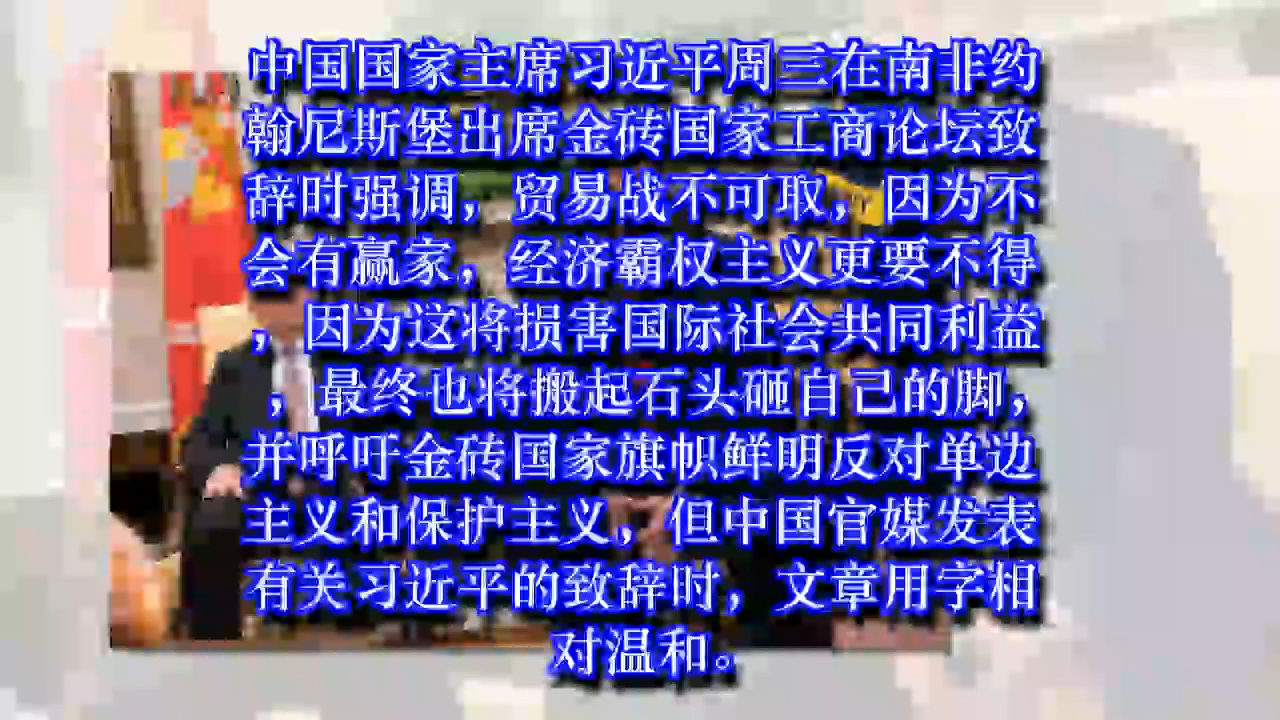 中国国家主席习近平周三在南非约
翰尼斯堡出席金砖国家工商论坛致
辞时强调，贸易战不可取，因为不
会有赢家，经济霸权主义更要不得
，因为这将损害国际社会共同利益
，最终也将搬起石头砸自己的脚，
并呼吁金砖国家旗帜鲜明反对单边
主义和保护主义，但中国官媒发表
有关习近平的致辞时，文章用字相
对温和。